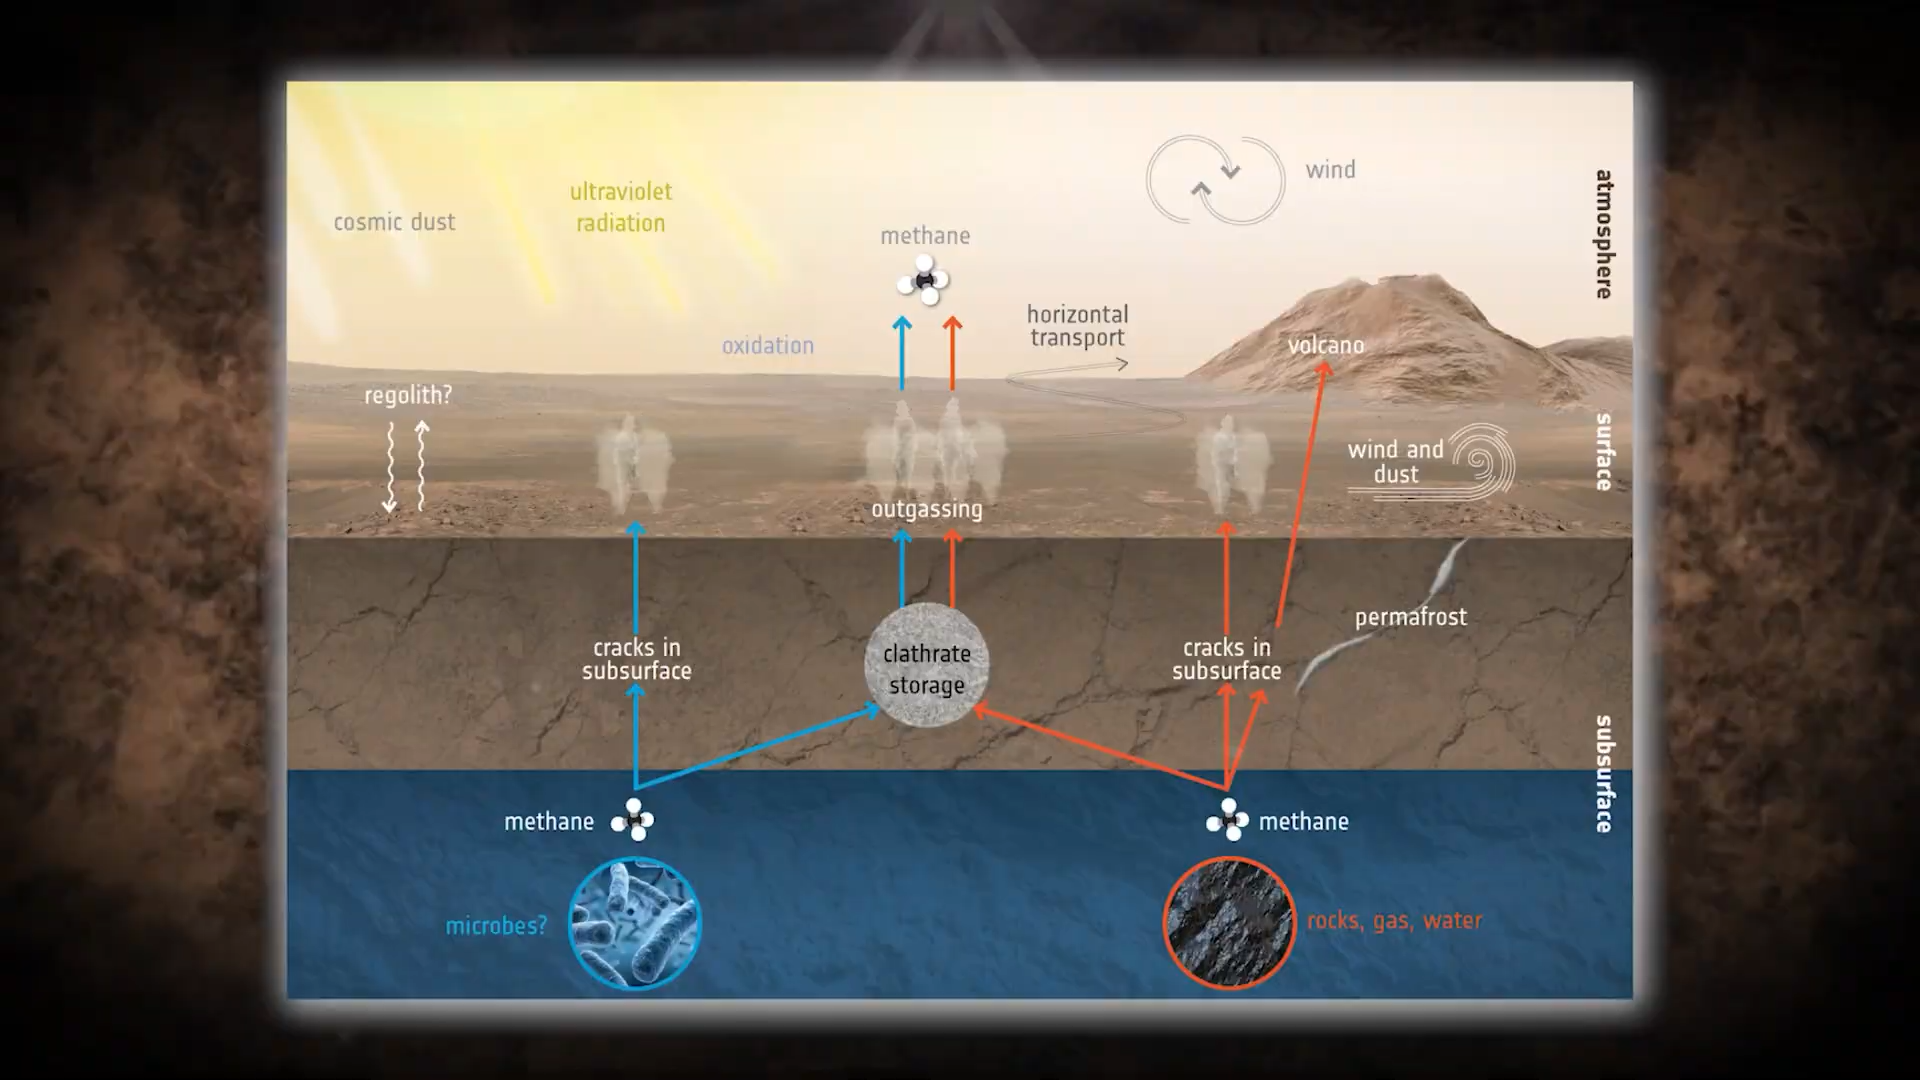 cosmic dust
ultraviolet
radiation
methane
wind
atmosphere
horizontal
transport
oxidation
volcano
regolith?
wind and
dust
surface
outgassing
cracks in
subsurface
clathrate
storage
cracks in
subsurface
permafrost
subsurface
methane
methane
microbes?
rocks, gas, water